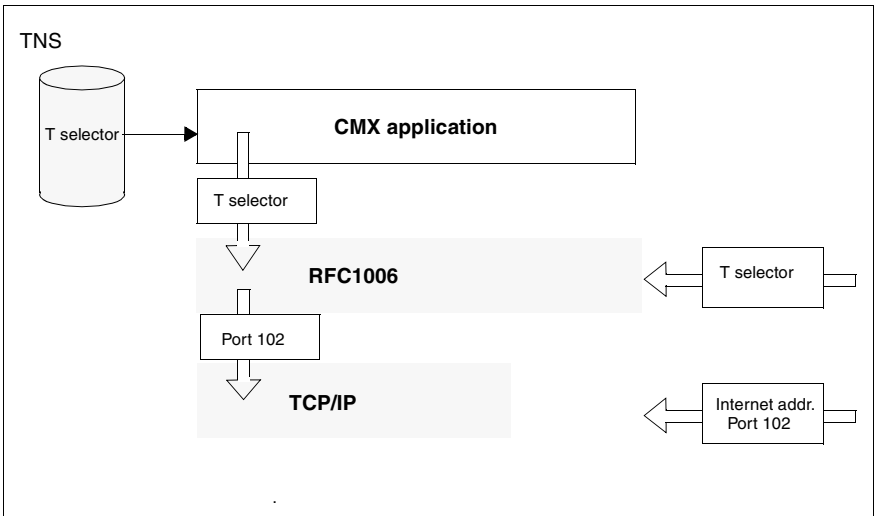 TNS
T selector
CMX application
T selector
RFC1006
T selector
Port 102
TCP/IP
Internet addr.
Port 102
.